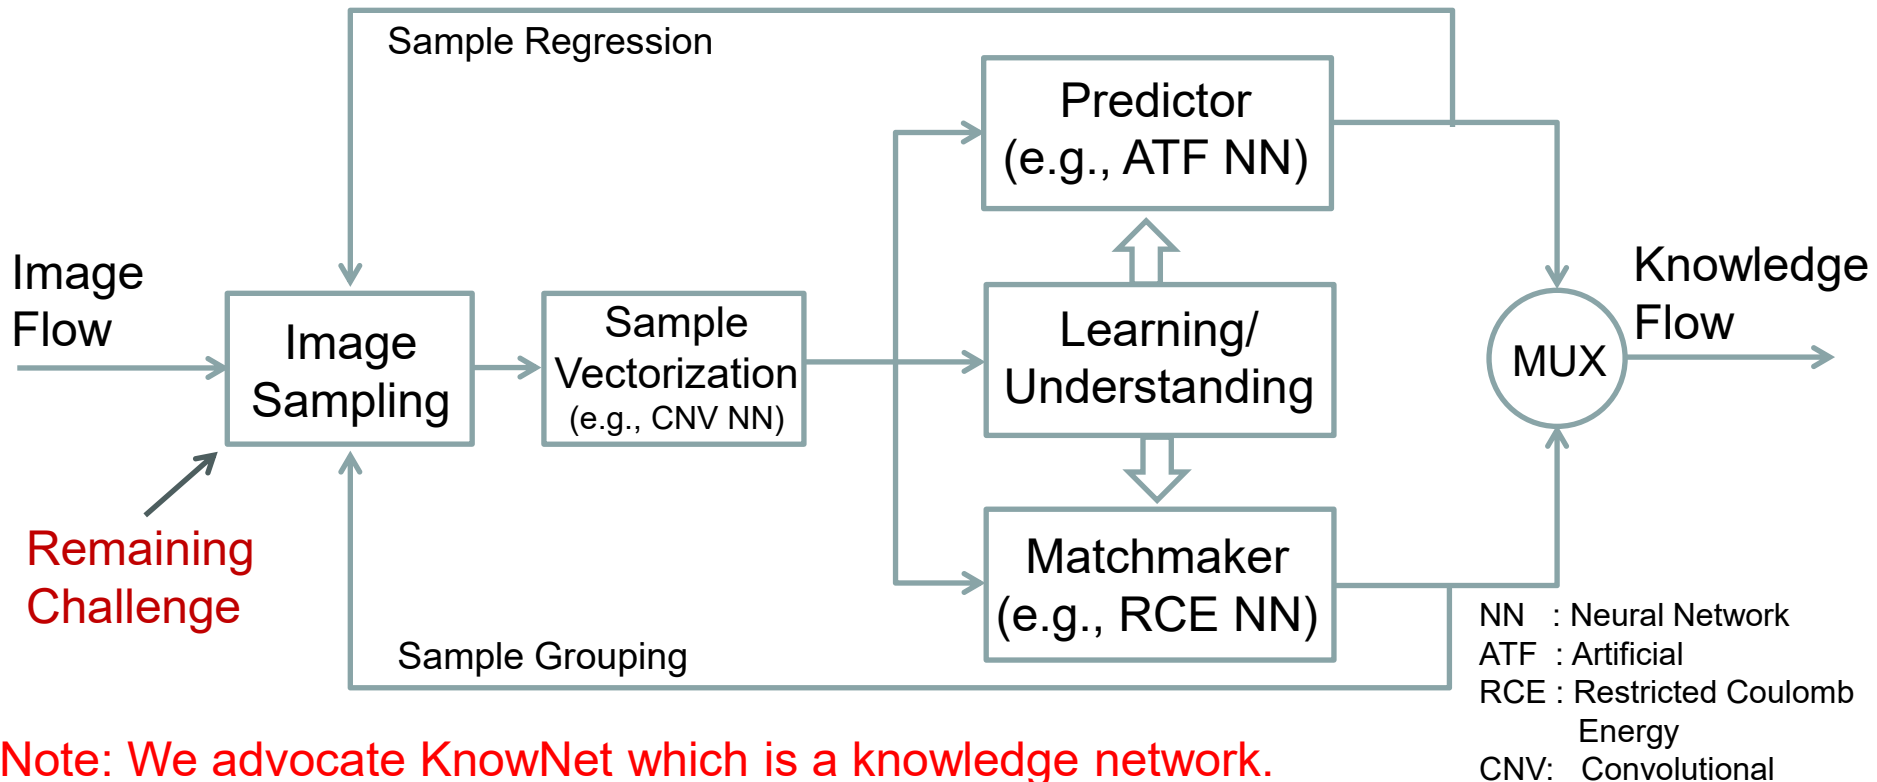 Sample Regression
Predictor
(e.g., ATF NN)
Image
Flow
Image
Sampling
Sample
Vectorization
(e.g., CNV NN)
Learning/
Understanding
MUX
Knowledge
Flow
Remaining
Challenge
Matchmaker
(e.g., RCE NN)
Sample Grouping
NN : Neural Network
ATF : Artificial
RCE : Restricted Coulomb
Energy
CNV: Convolutional
Note: We advocate KnowNet which is a knowledge network.